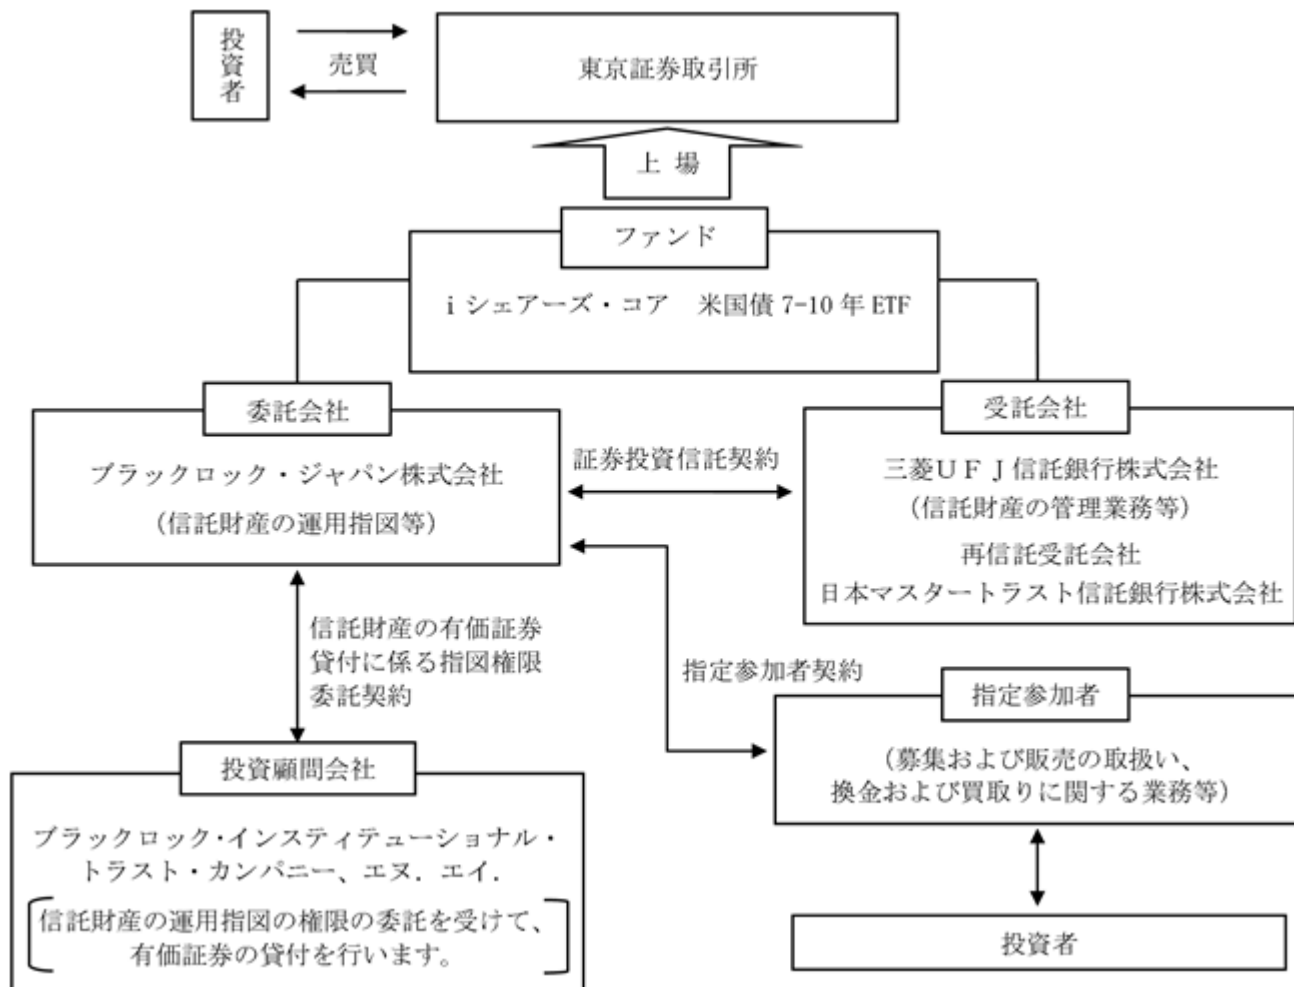 投資者
売買
東京証券取引所
上 場
ファンド
i シェアーズ・コア 米国債 7-10 年 ETF
委託会社
ブラックロック・ジャパン株式会社
（信託財産の運用指図等）
証券投資信託契約
受託会社
三菱UFJ信託銀行株式会社
（信託財産の管理業務等）
再信託受託会社
日本マスタートラスト信託銀行株式会社
信託財産の有価証券
貸付に係る指図権限
委託契約
指定参加者契約
指定参加者
（募集および販売の取扱い、
換金および買取りに関する業務等）
投資顧問会社
ブラックロック・インスティテューショナル・
トラスト・カンパニー、エヌ．エイ．
信託財産の運用指図の権限の委託を受けて、
有価証券の貸付を行います。
投資者